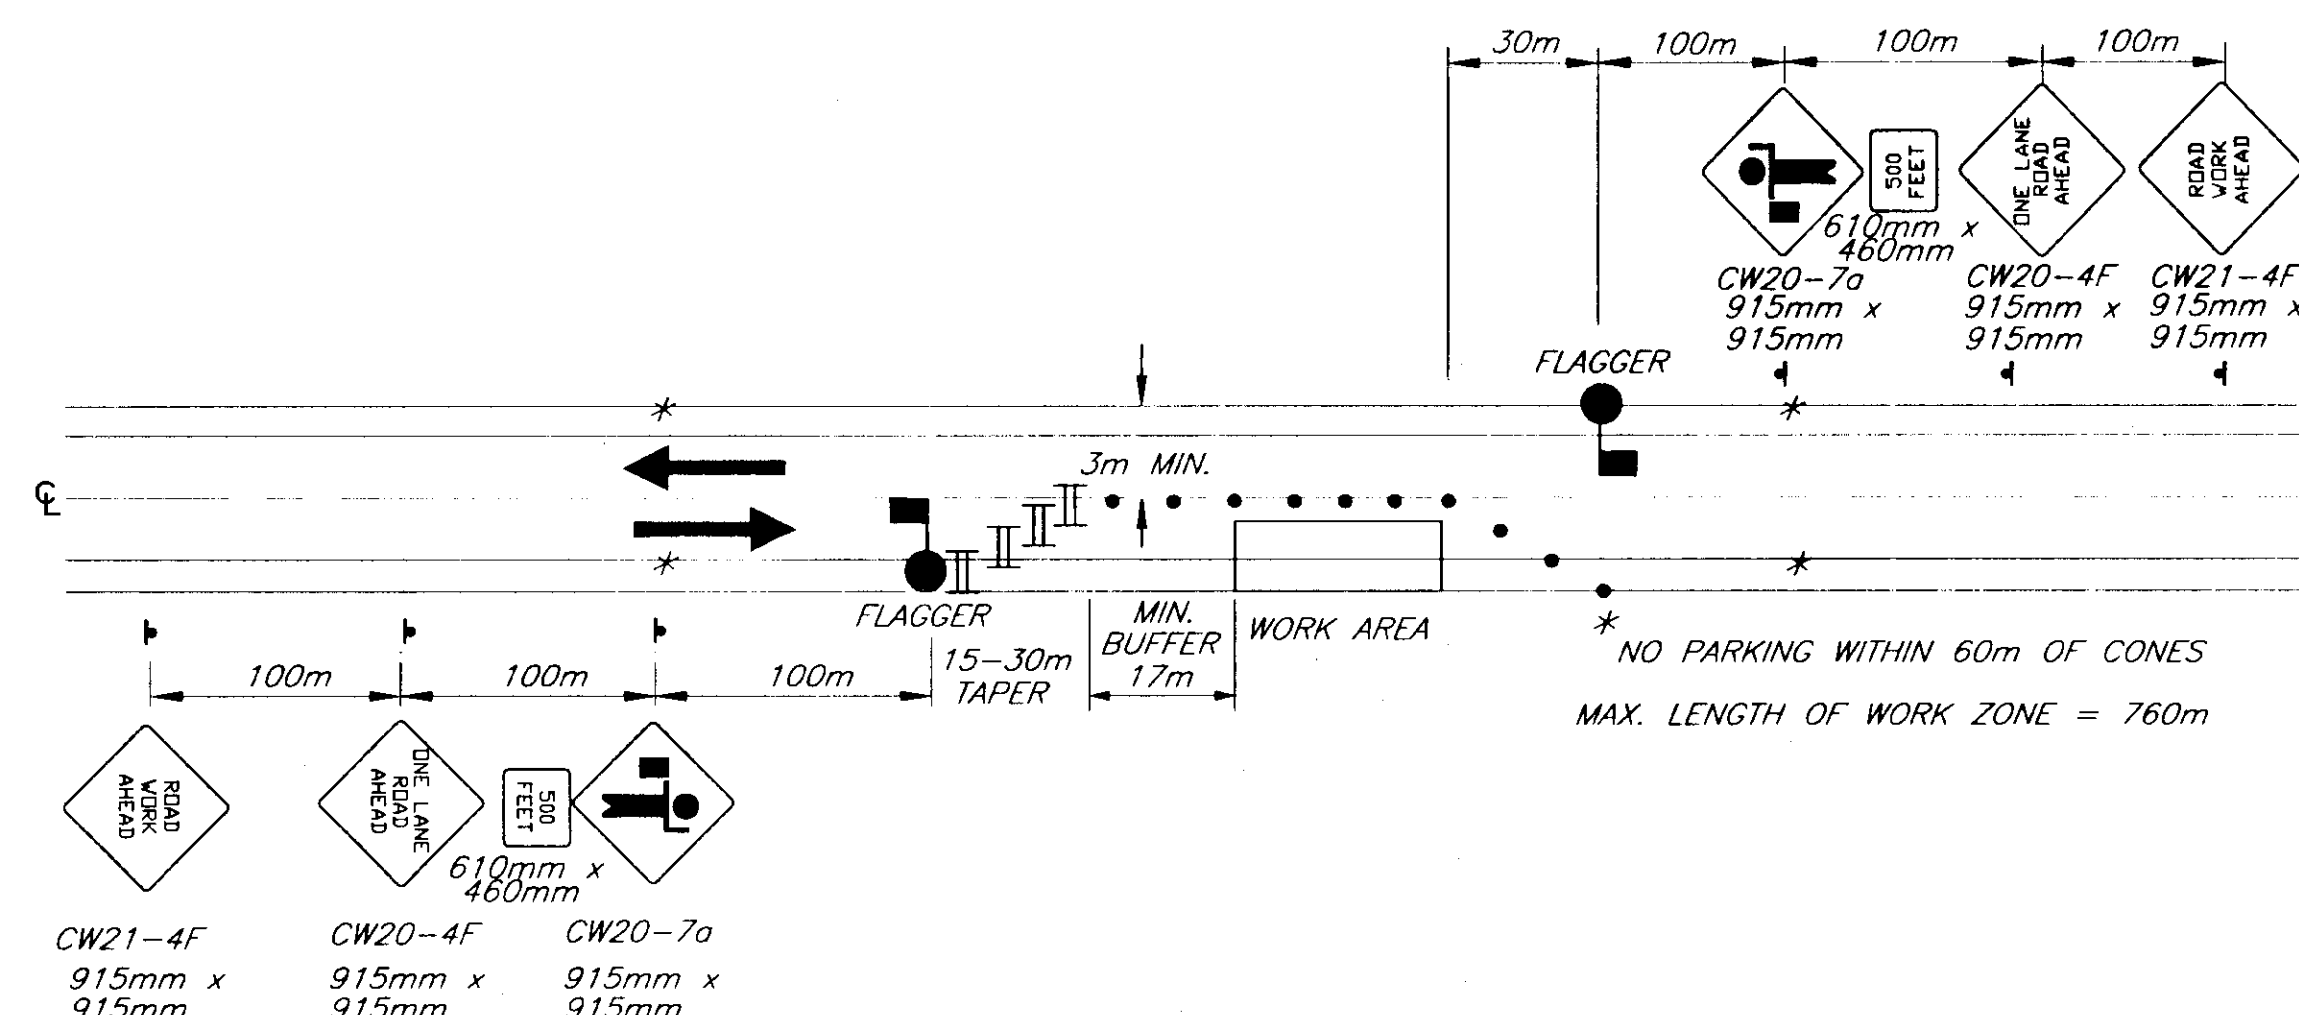 30m
100m
100m
100m
500
FEET
ONE LANE
ROAD
AHEAD
ROAD
WORK
AHEAD
610mm x
460mm
CW20-7a
915mm x
915mm
CW20-4F
915mm x
915mm
CW21-4F
915mm x
915mm
FLAGGER
3m MIN.
℄
FLAGGER
15-30m
TAPER
MIN.
BUFFER
17m
WORK AREA
* NO PARKING WITHIN 60m OF CONES
MAX. LENGTH OF WORK ZONE = 760m
100m
100m
100m
ROAD
WORK
AHEAD
ONE LANE
ROAD
AHEAD
500
FEET
610mm x
460mm
CW21-4F
915mm x
915mm
CW20-4F
915mm x
915mm
CW20-7a
915mm x
915mm